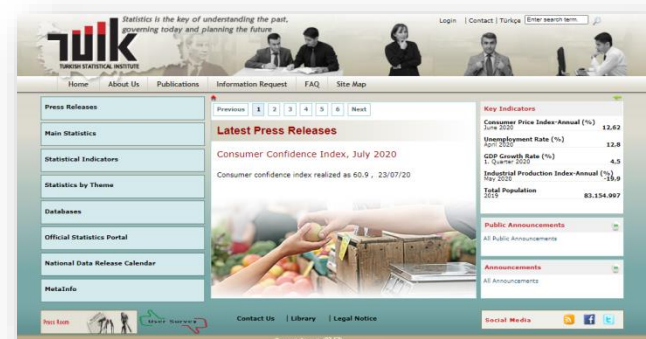 Statistics is the key of understanding the past,
governing today and planning the future
Login | Contact | Türkçe Enter search term
TUİK
TURKISH STATISTICAL INSTITUTE
Home About Us Publications Information Request FAQ Site Map
Press Releases
Main Statistics
Statistical Indicators
Statistics by Theme
Databases
Official Statistics Portal
National Data Release Calendar
MetaInfo
Previous 1 2 3 4 5 6 Next
Latest Press Releases
Consumer Confidence Index, July 2020
Consumer confidence index realized as 60.9 , 23/07/20
Key Indicators
Consumer Price Index-Annual (%)
June 2020 12,62
Unemployment Rate (%)
April 2020 12,8
GDP Growth Rate (%)
1. Quarter 2020 4,5
Industrial Production Index-Annual (%)
May 2020 -19,9
Total Population
2019 83.154.997
Public Announcements
All Public Announcements
Announcements
All Announcements
Press Room
User Survey
Contact Us | Library | Legal Notice
Social Media